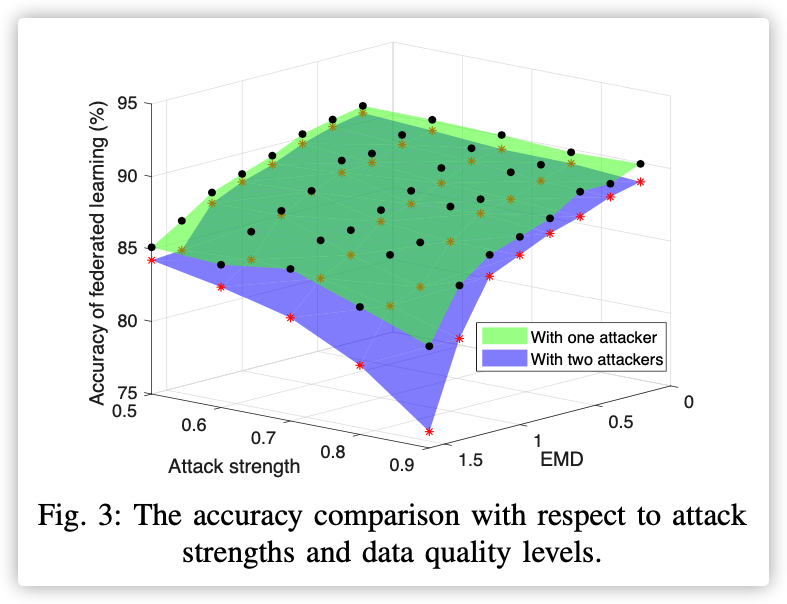 Accuracy of federated learning (%)
95
90
85
80
75
0.5
0.6
0.7
0.8
0.9
Attack strength
1.5
1
0.5
0
EMD
With one attacker
With two attackers
Fig. 3: The accuracy comparison with respect to attack
strengths and data quality levels.